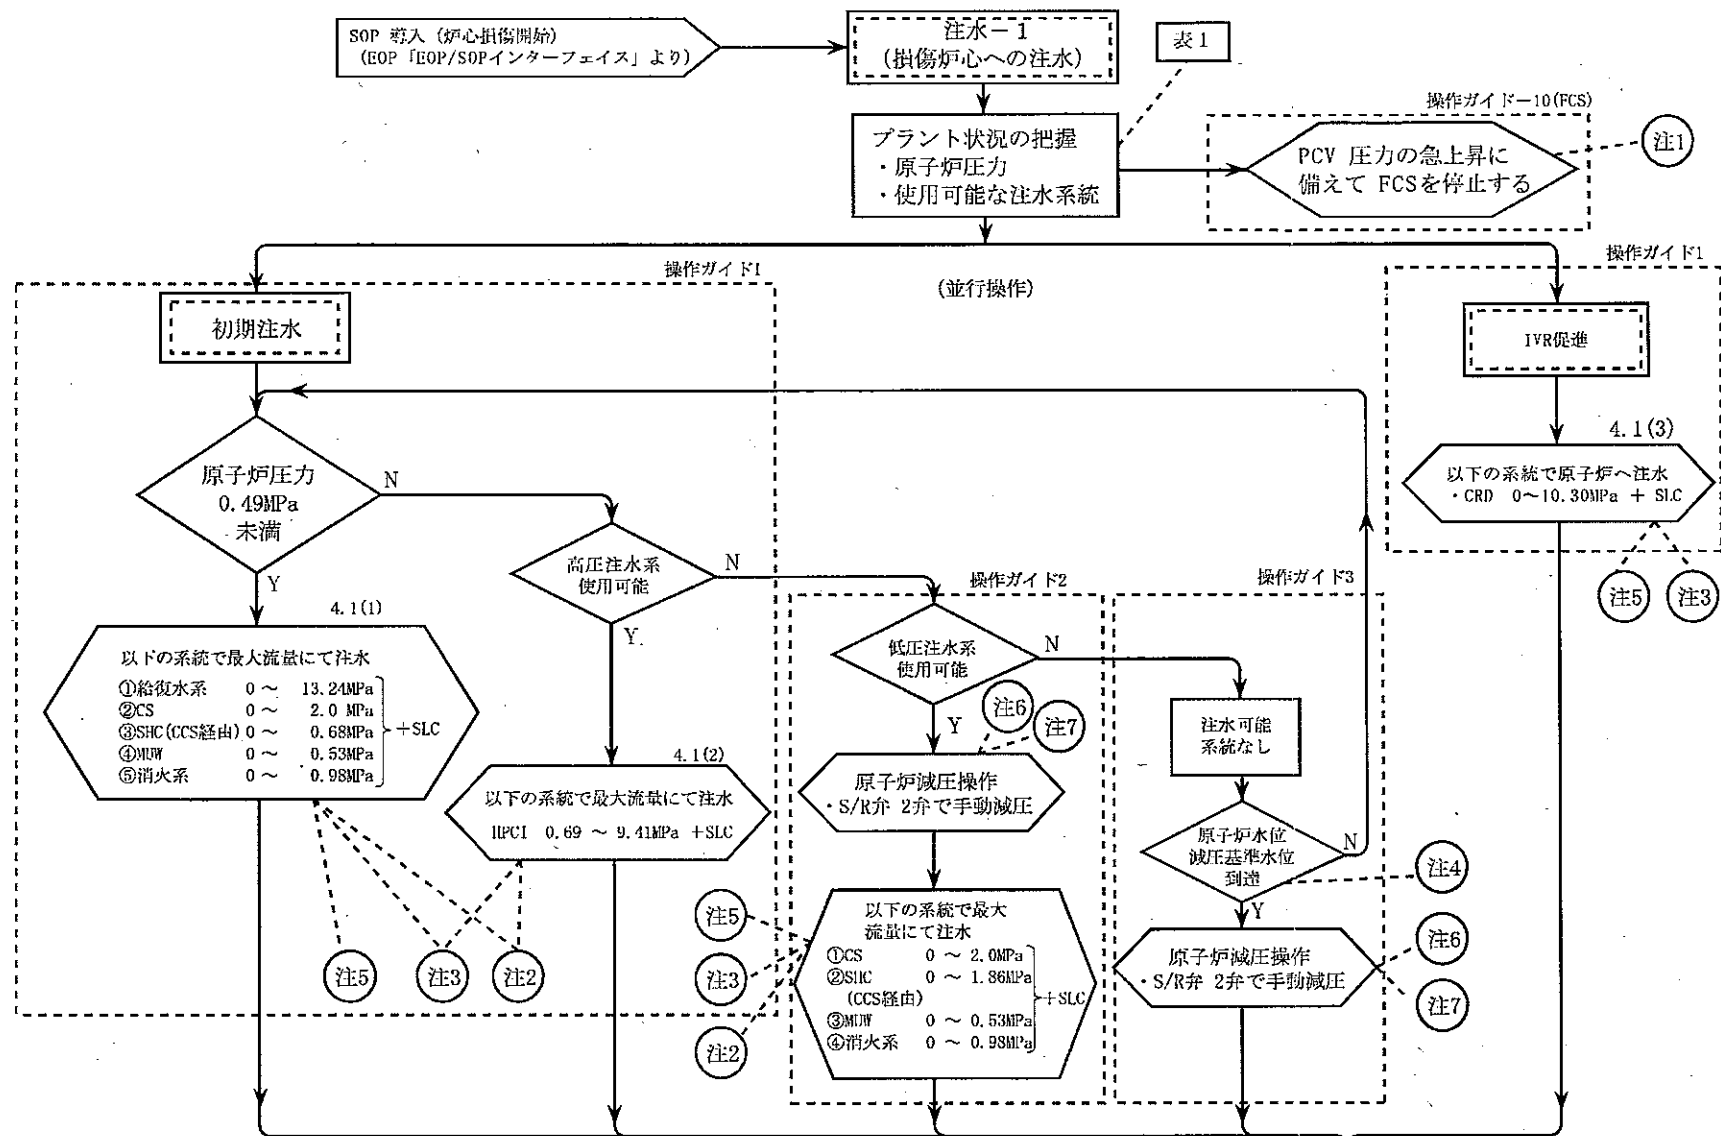 SOP 導入 (炉心損傷開始)
(EOP「EOP/SOPインターフェイス」より)
注水－1
(損傷炉心への注水)
表1
プラント状況の把握
・原子炉圧力
・使用可能な注水系統
操作ガイドー10(FCS)
PCV 圧力の急上昇に
備えて FCSを停止する
注1
操作ガイド1
(並行操作)
操作ガイド1
初期注水
IVR促進
原子炉圧力
0.49MPa
未満
N
Y
高圧注水系
使用可能
N
Y
4.1(3)
以下の系統で原子炉へ注水
・CRD 0～10.30MPa + SLC
注5
注3
4.1(1)
以下の系統で最大流量にて注水
①給復水系 0 ～ 13.24MPa
②CS 0 ～ 2.0 MPa
③SHC(CCS経由) 0 ～ 0.68MPa
④MUW 0 ～ 0.53MPa
⑤消火系 0 ～ 0.98MPa
+SLC
4.1(2)
以下の系統で最大流量にて注水
HPCI 0.69 ～ 9.41MPa +SLC
注5
注3
注2
操作ガイド2
低圧注水系
使用可能
N
Y
注6
注7
原子炉減圧操作
・S/R弁 2弁で手動減圧
以下の系統で最大
流量にて注水
①CS 0 ～ 2.0MPa
②SHC 0 ～ 1.86MPa
(CCS経由)
③MUW 0 ～ 0.53MPa
④消火系 0 ～ 0.98MPa
+SLC
注5
注3
注2
操作ガイド3
注水可能
系統なし
原子炉水位
減圧基準水位
到達
N
Y
注4
原子炉減圧操作
・S/R弁 2弁で手動減圧
注6
注7